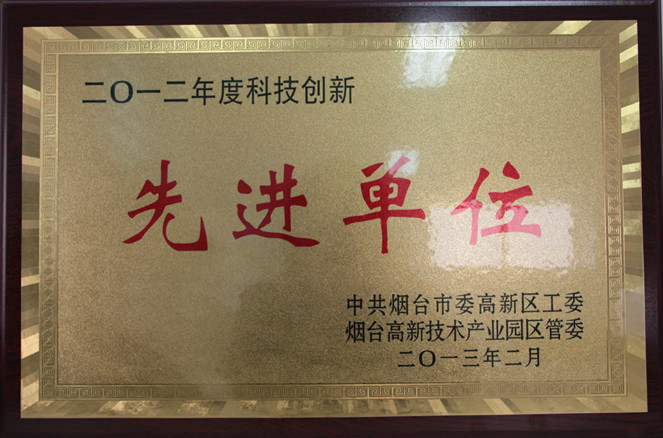 二〇一二年度科技创新
先进单位
中共烟台市委高新区工委
烟台高新技术产业园区管委
二〇一三年二月